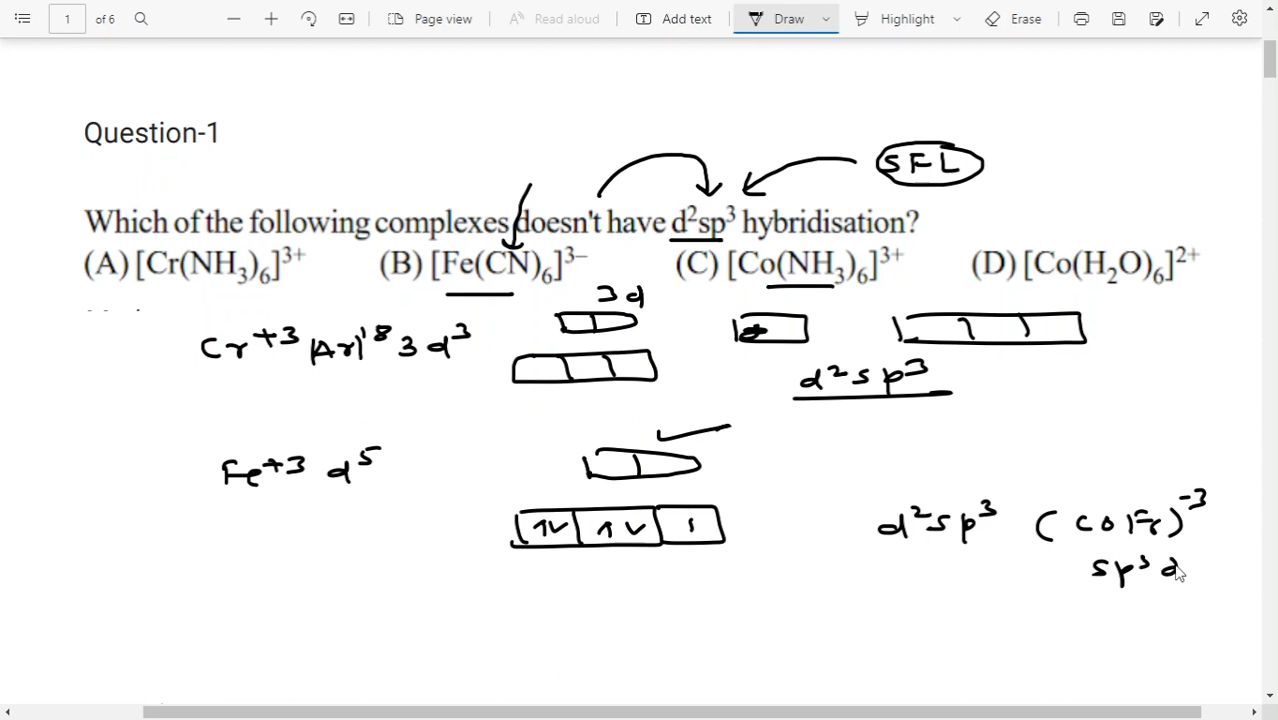 1 of 6 Page view Read aloud Add text Draw Highlight Erase
Question-1
SFL
Which of the following complexes doesn't have d²sp³ hybridisation?
(A) [Cr(NH₃)₆]³⁺ (B) [Fe(CN)₆]³⁻ (C) [Co(NH₃)₆]³⁺ (D) [Co(H₂O)₆]²⁺
3d
Cr⁺³ [Ar]¹⁸ 3d³
d²sp³
Fe⁺³ d⁵
d²sp³ (CoF₆)⁻³
sp³d